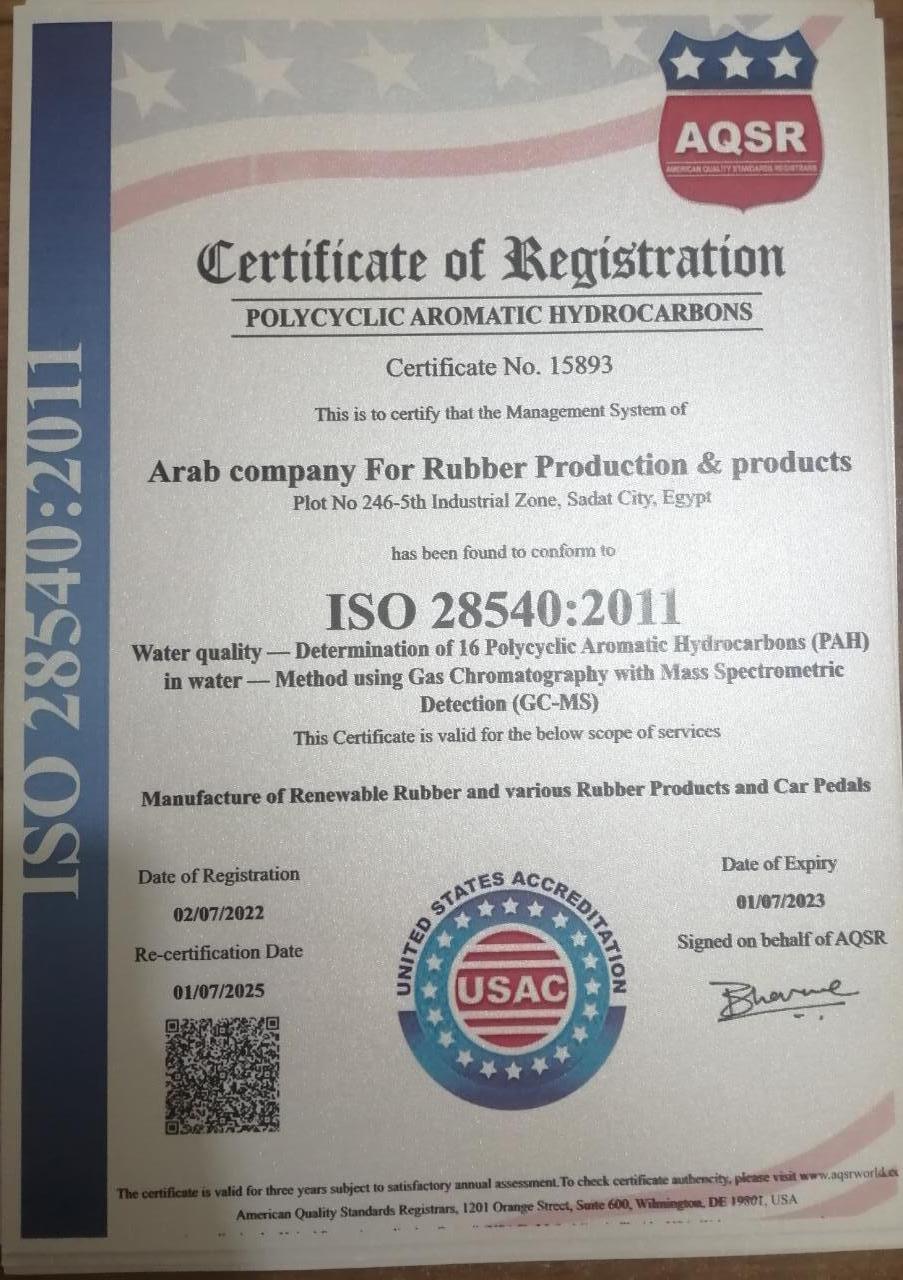 AQSR
AMERICAN QUALITY STANDARDS REGISTRARS
Certificate of Registration
POLYCYCLIC AROMATIC HYDROCARBONS
Certificate No. 15893
This is to certify that the Management System of
Arab company For Rubber Production & products
Plot No 246-5th Industrial Zone, Sadat City, Egypt
has been found to conform to
ISO 28540:2011
Water quality — Determination of 16 Polycyclic Aromatic Hydrocarbons (PAH)
in water — Method using Gas Chromatography with Mass Spectrometric
Detection (GC-MS)
This Certificate is valid for the below scope of services
Manufacture of Renewable Rubber and various Rubber Products and Car Pedals
Date of Registration
02/07/2022
Re-certification Date
01/07/2025
UNITED STATES ACCREDITATION
USAC
Date of Expiry
01/07/2023
Signed on behalf of AQSR
The certificate is valid for three years subject to satisfactory annual assessment.To check certificate authencity, please visit www.aqsrworld.co
American Quality Standards Registrars, 1201 Orange Street, Suite 600, Wilmington, DE 19801, USA
ISO 28540:2011